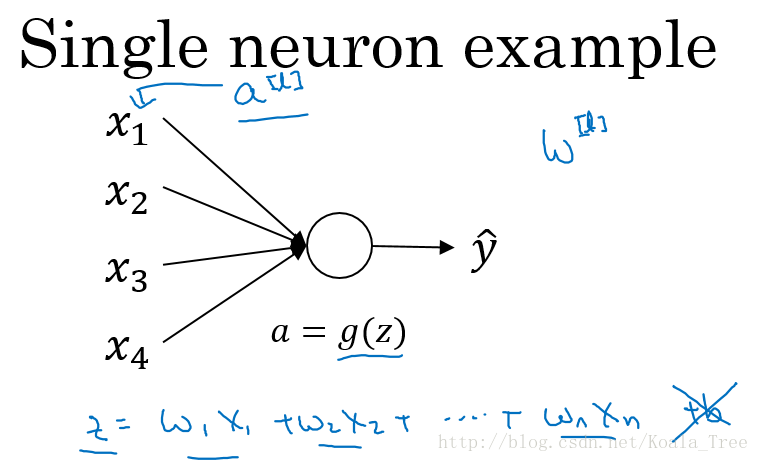 Single neuron example
a^[l]
x₁
w^[l]
x₂
x₃
ŷ
x₄
a = g(z)
z = w₁x₁ + w₂x₂ + ····· + wₙxₙ +b
http://blog.csdn.net/Koala_Tree